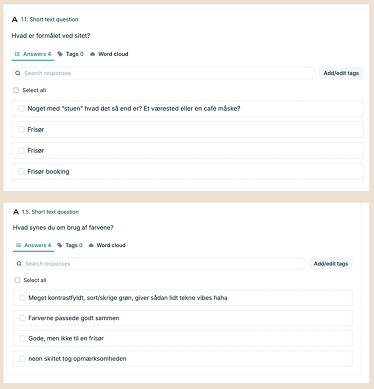 1.1. Short text question
Hvad er formålet ved sitet?
Answers 4 Tags 0 Word cloud
Search responses Add/edit tags
Select all
Noget med "stuen" hvad det så end er? Et værested eller en café måske?
Frisør
Frisør
Frisør booking
1.5. Short text question
Hvad synes du om brug af farvene?
Answers 4 Tags 0 Word cloud
Search responses Add/edit tags
Select all
Meget kontrastfyldt, sort/skrige grøn, giver sådan lidt tekno vibes haha
Farverne passede godt sammen
Gode, men ikke til en frisør
neon skiltet tog opmærksomheden